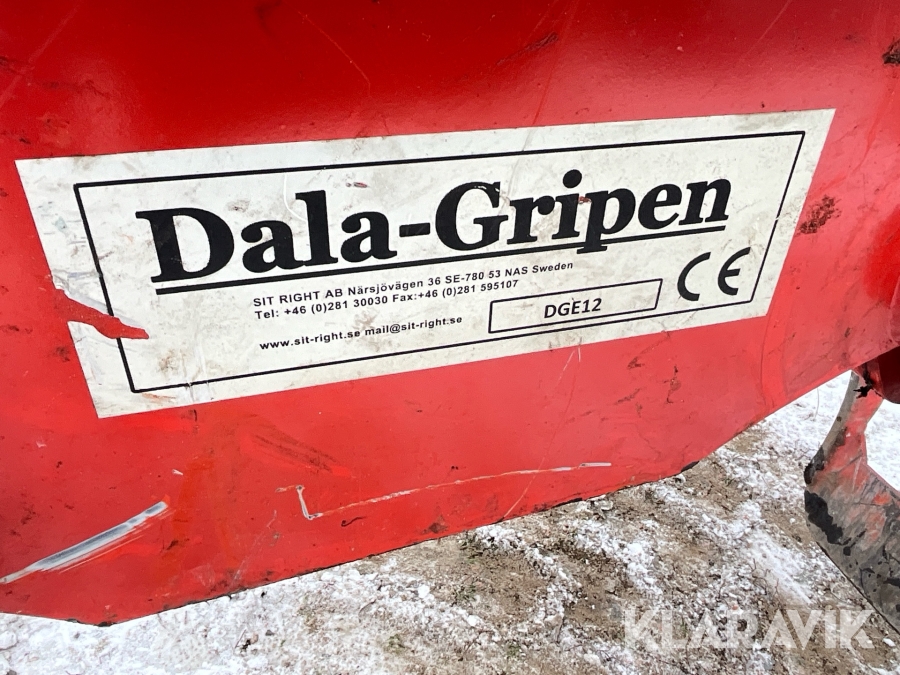 Dala-Gripen
SIT RIGHT AB Närsjövägen 36 SE-780 53 NAS Sweden
Tel: +46 (0)281 30030 Fax:+46 (0)281 595107
www.sit-right.se mail@sit-right.se
DGE12
CE
KLARAVIK